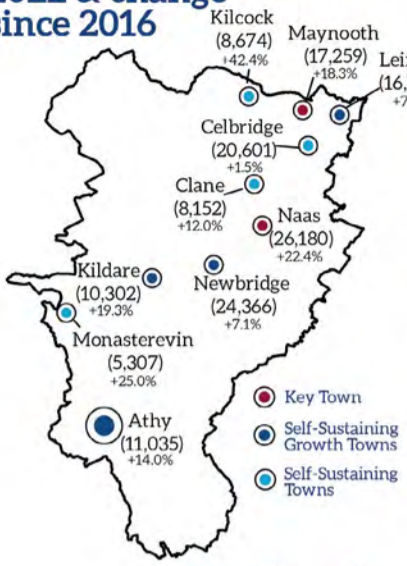 since 2016
Kilcock
(8,674)
+42.4%
Maynooth
(17,259)
+18.3%
Celbridge
(20,601)
+1.5%
Clane
(8,152)
+12.0%
Naas
(26,180)
+22.4%
Kildare
(10,302)
+19.3%
Newbridge
(24,366)
+7.1%
Monasterevin
(5,307)
+25.0%
Athy
(11,035)
+14.0%
Key Town
Self-Sustaining
Growth Towns
Self-Sustaining
Towns